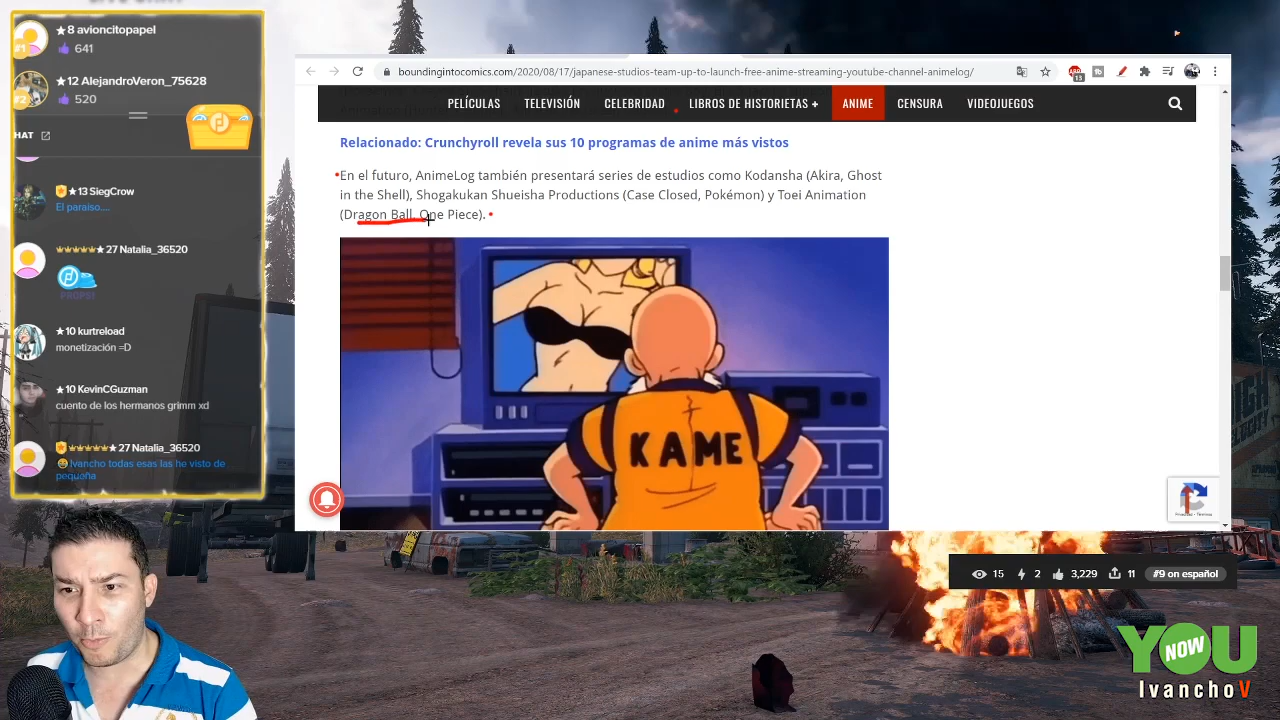 #1
★8 avioncitopapel
641
#2
★12 AlejandroVeron_75628
520
HAT
★13 SiegCrow
El paraiso....
★27 Natalia_36520
PROPS!
★10 kurtreload
monetización =D
★10 KevinCGuzman
cuento de los hermanos grimm xd
★27 Natalia_36520
Ivancho todas esas las he visto de
pequeña
boundingintocomics.com/2020/08/17/japanese-studios-team-up-to-launch-free-anime-streaming-youtube-channel-animelog/
13
PELÍCULAS TELEVISIÓN CELEBRIDAD LIBROS DE HISTORIETAS + ANIME CENSURA VIDEOJUEGOS
Relacionado: Crunchyroll revela sus 10 programas de anime más vistos
En el futuro, AnimeLog también presentará series de estudios como Kodansha (Akira, Ghost
in the Shell), Shogakukan Shueisha Productions (Case Closed, Pokémon) y Toei Animation
(Dragon Ball, One Piece).
KAME
15 2 3,229 11 #9 on español
YOU
NOW
IvanchoV